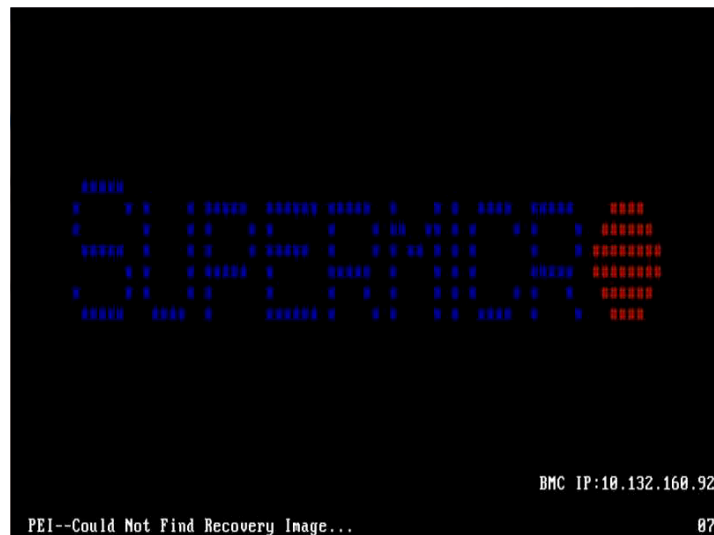 SUPERMICRO
BMC IP:10.132.160.92
PEI--Could Not Find Recovery Image... 07